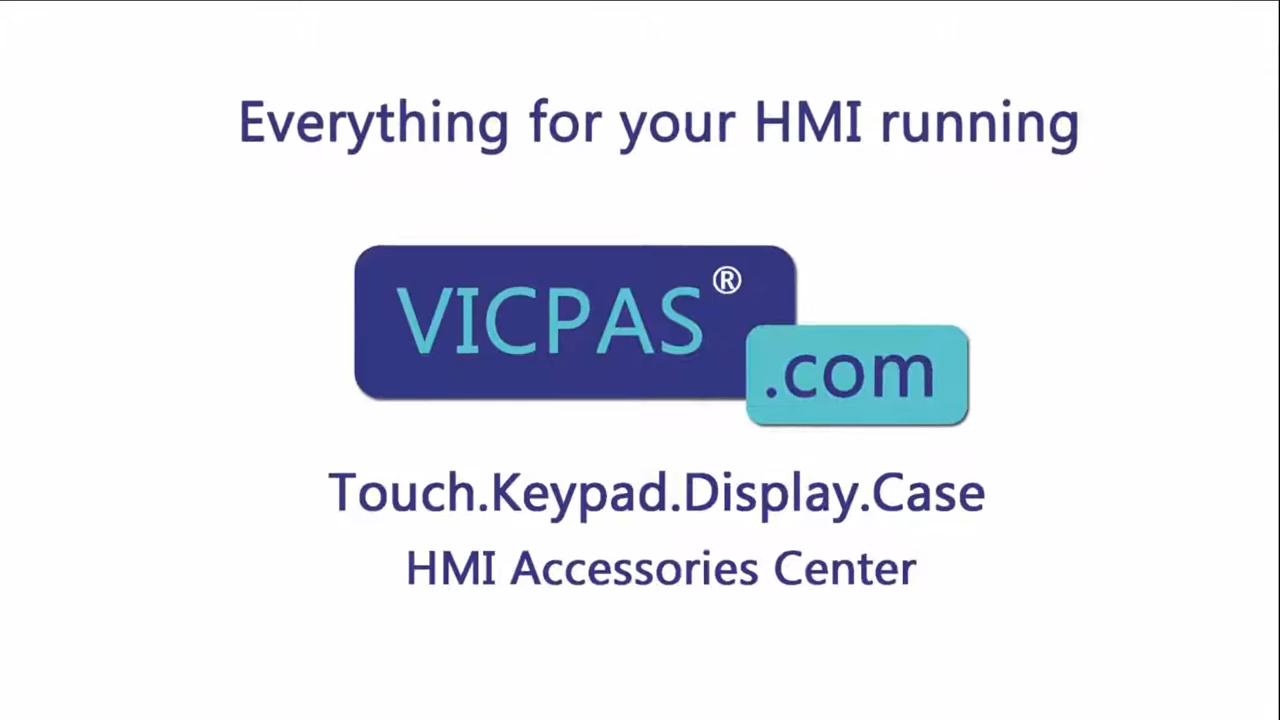 Everything for your HMI running
VICPAS®
.com
Touch.Keypad.Display.Case
HMI Accessories Center